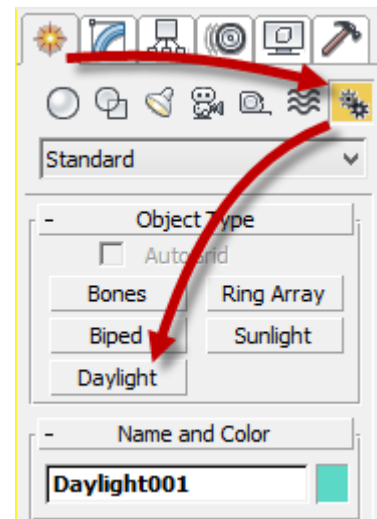 Standard
- Object Type
AutoGrid
Bones Ring Array
Biped Sunlight
Daylight
- Name and Color
Daylight001